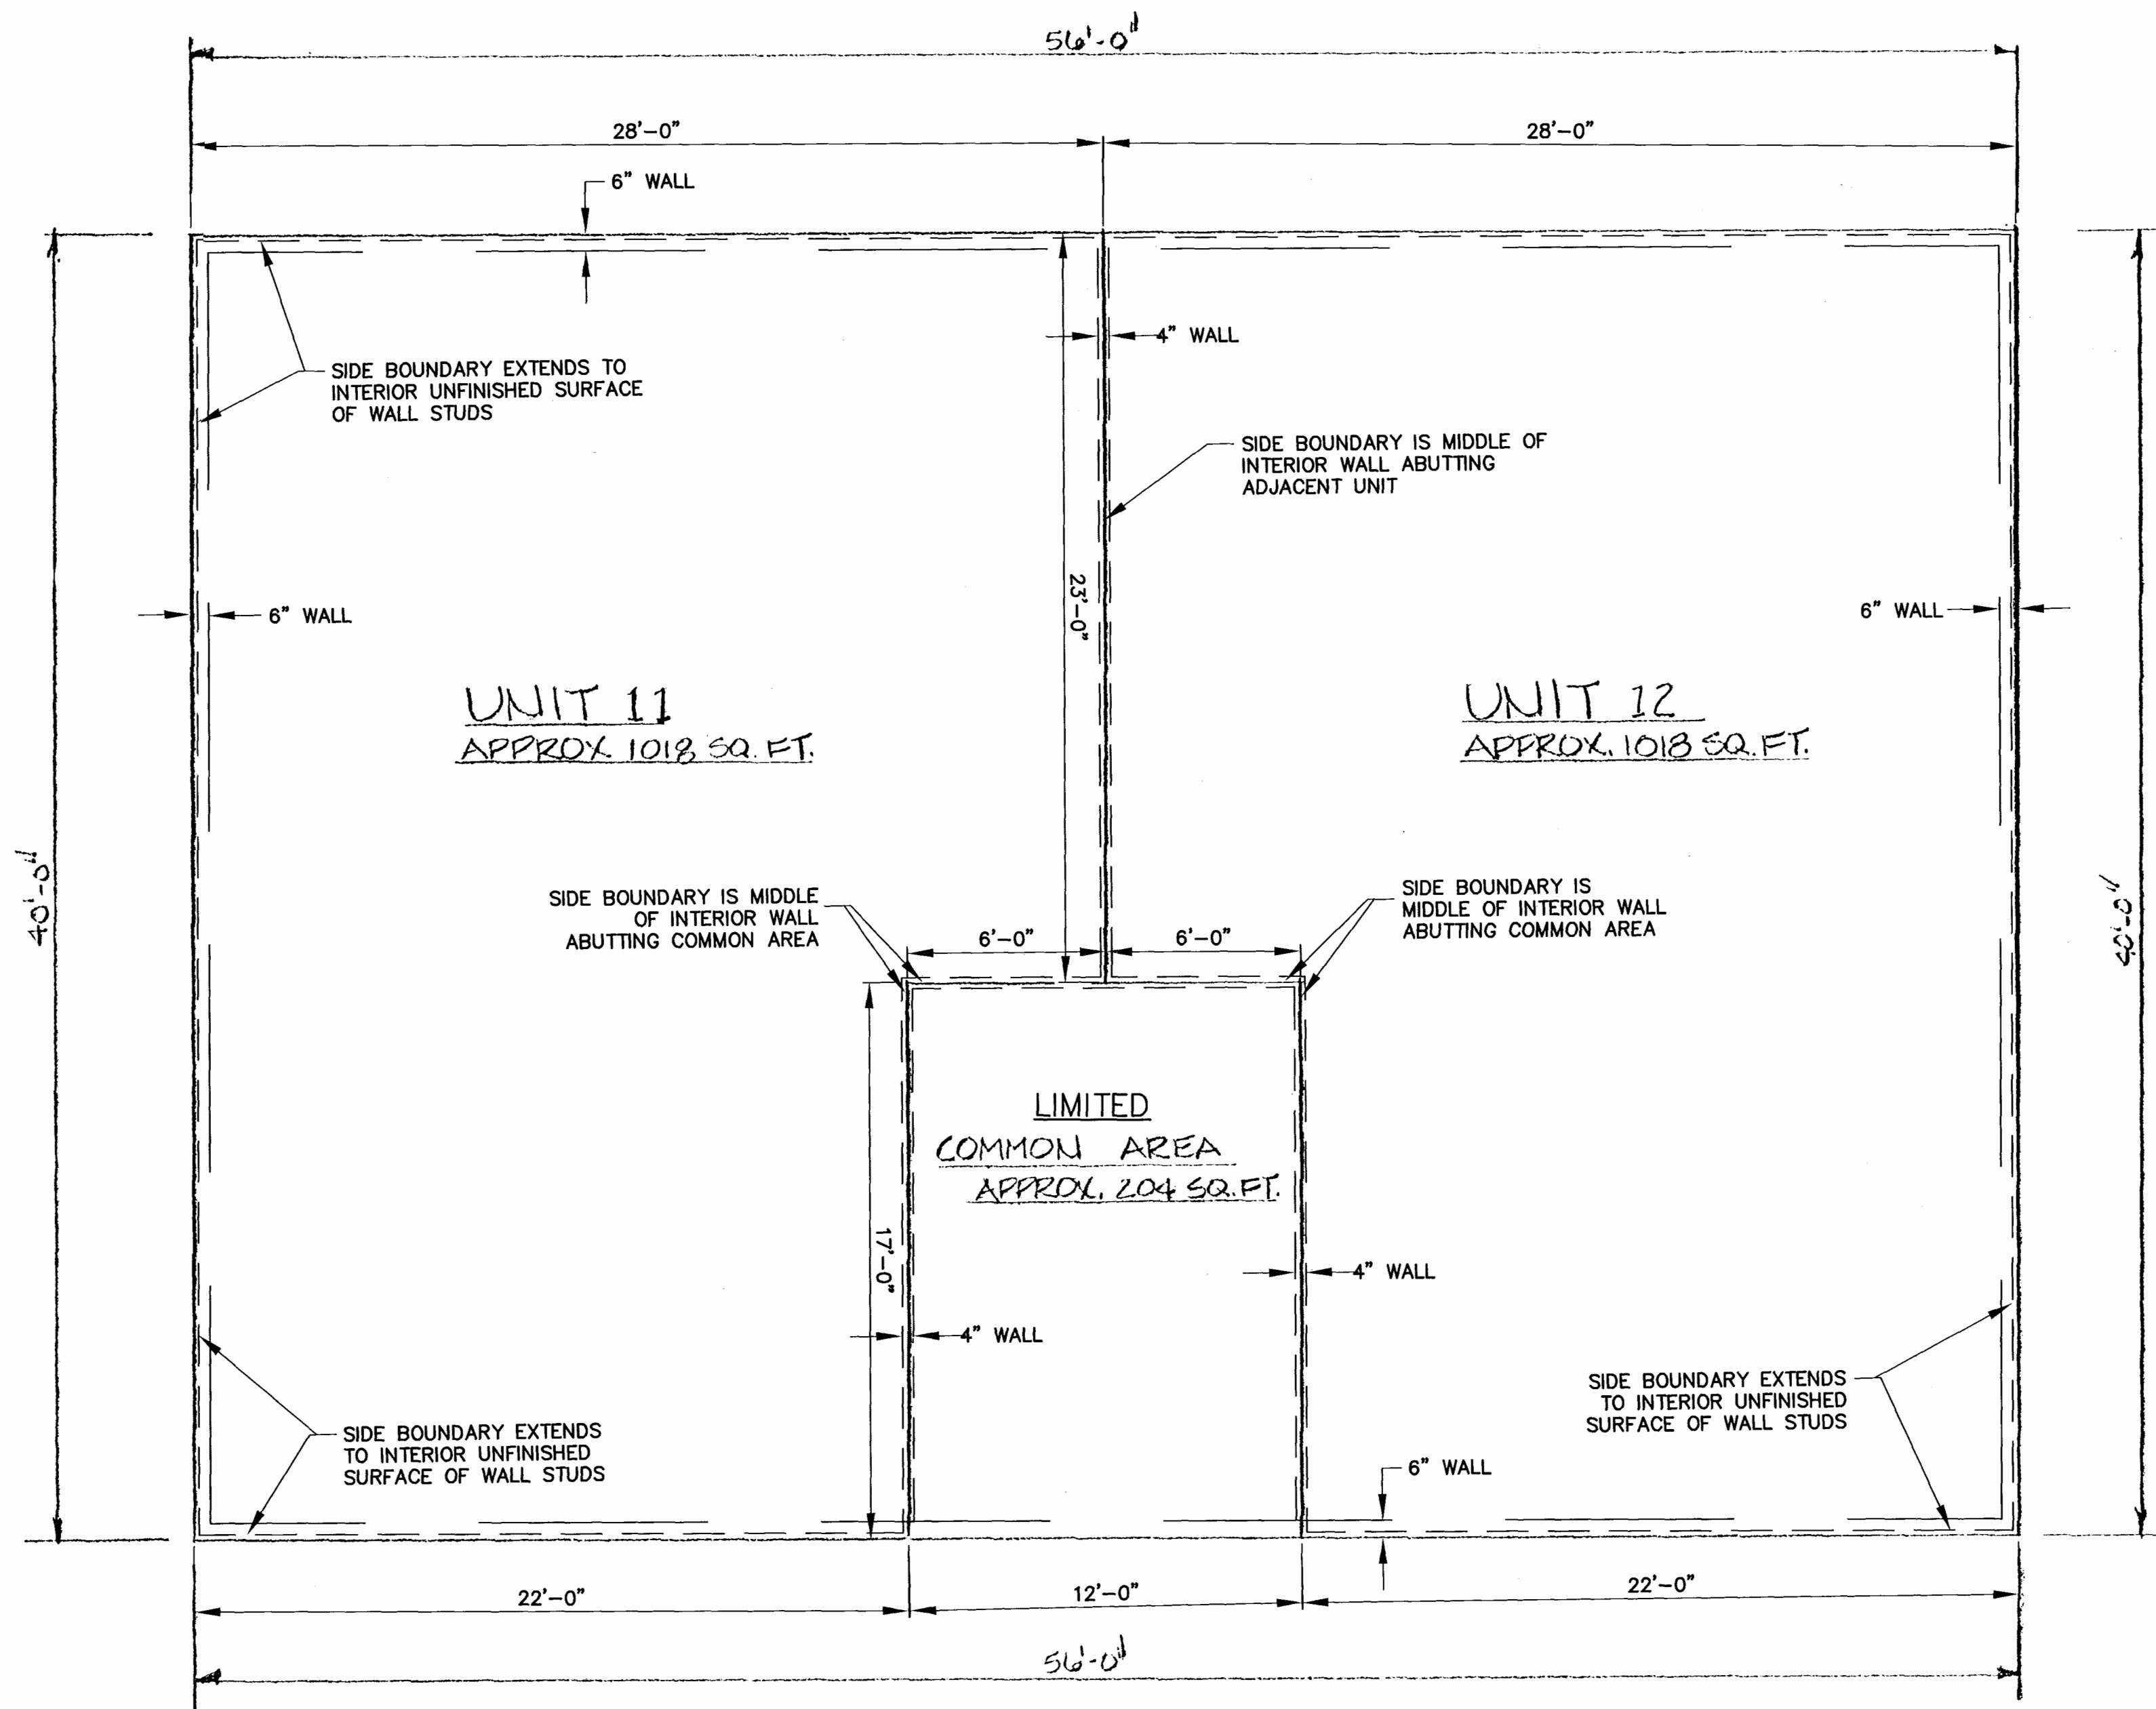 56'-0"
28'-0"
28'-0"
6" WALL
4" WALL
SIDE BOUNDARY EXTENDS TO
INTERIOR UNFINISHED SURFACE
OF WALL STUDS
SIDE BOUNDARY IS MIDDLE OF
INTERIOR WALL ABUTTING
ADJACENT UNIT
23'-0"
6" WALL
6" WALL
UNIT 11
APPROX. 1018 SQ. FT.
UNIT 12
APPROX. 1018 SQ. FT.
40'-0"
40'-0"
SIDE BOUNDARY IS MIDDLE
OF INTERIOR WALL
ABUTTING COMMON AREA
6'-0"
6'-0"
SIDE BOUNDARY IS
MIDDLE OF INTERIOR WALL
ABUTTING COMMON AREA
LIMITED
COMMON AREA
APPROX. 204 SQ. FT.
17'-0"
4" WALL
4" WALL
SIDE BOUNDARY EXTENDS
TO INTERIOR UNFINISHED
SURFACE OF WALL STUDS
SIDE BOUNDARY EXTENDS
TO INTERIOR UNFINISHED
SURFACE OF WALL STUDS
6" WALL
22'-0"
12'-0"
22'-0"
56'-0"